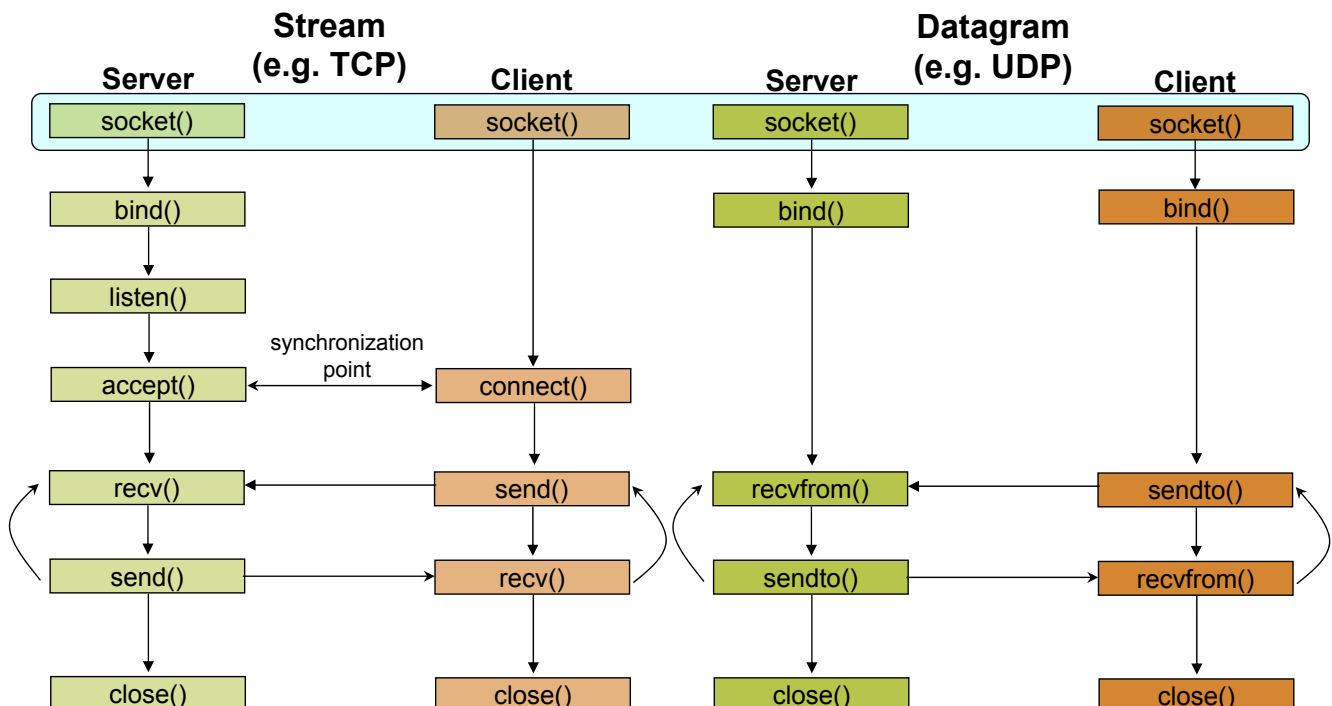 Stream
(e.g. TCP)
Datagram
(e.g. UDP)
Server
Client
Server
Client
socket()
socket()
socket()
socket()
bind()
bind()
bind()
listen()
synchronization
point
accept()
connect()
recv()
send()
recvfrom()
sendto()
send()
recv()
sendto()
recvfrom()
close()
close()
close()
close()